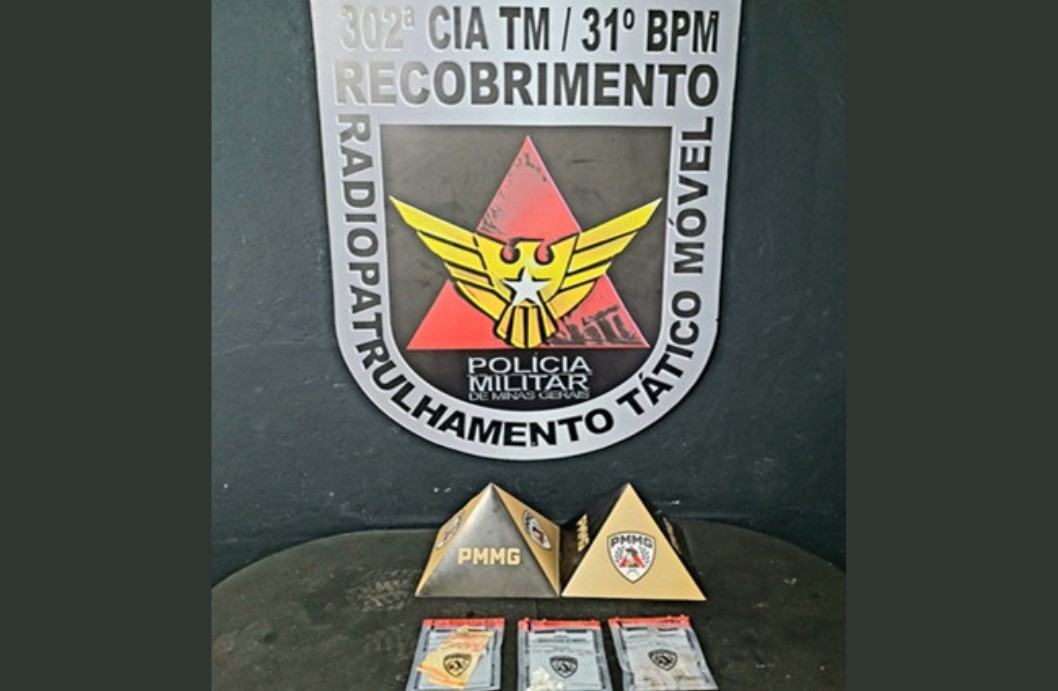 302ª CIA TM / 31º BPM
RECOBRIMENTO
RADIOPATRULHAMENTO TÁTICO MÓVEL
POLÍCIA
MILITAR
DE MINAS GERAIS
PMMG
PMMG